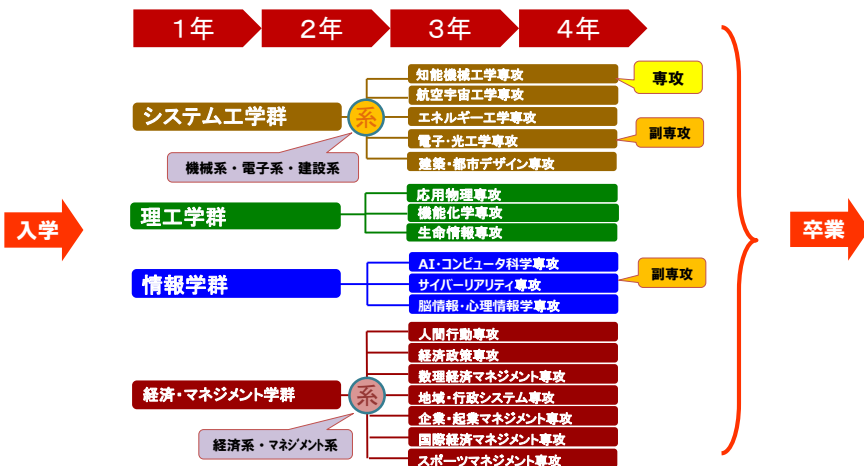 1年
2年
3年
4年
入学
システム工学群
系
機械系・電子系・建設系
知能機械工学専攻
航空宇宙工学専攻
エネルギー工学専攻
電子・光工学専攻
建築・都市デザイン専攻
専攻
副専攻
理工学群
応用物理専攻
機能化学専攻
生命情報専攻
情報学群
AI・コンピュータ科学専攻
サイバーリアリティ専攻
脳情報・心理情報学専攻
副専攻
経済・マネジメント学群
系
経済系・マネジメント系
人間行動専攻
経済政策専攻
数理経済マネジメント専攻
地域・行政システム専攻
企業・起業マネジメント専攻
国際経済マネジメント専攻
スポーツマネジメント専攻
卒業